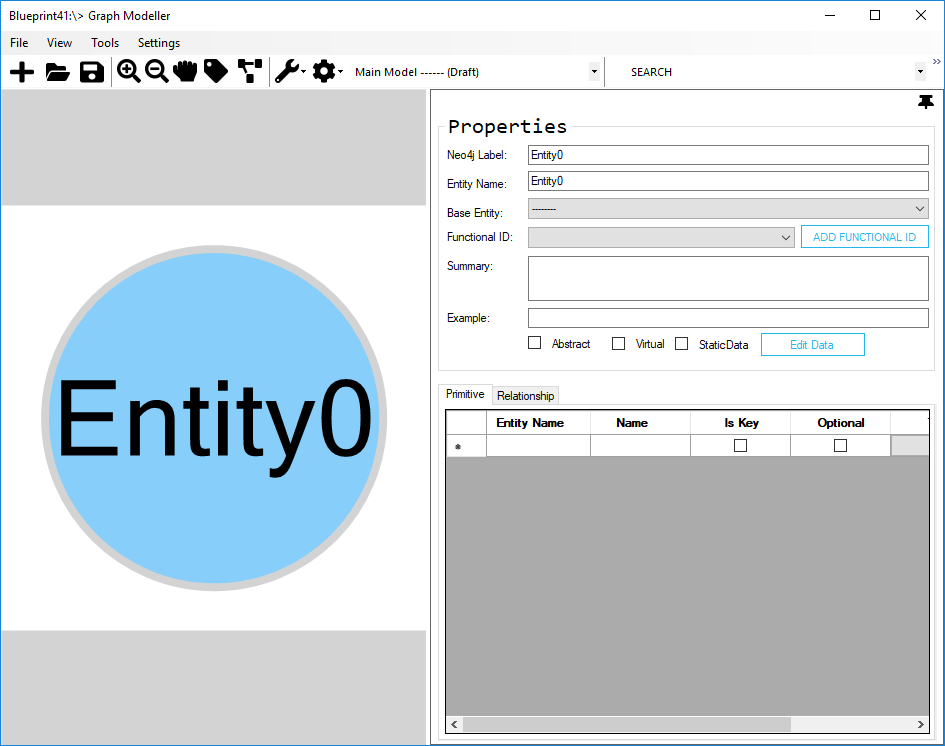 Blueprint41:\> Graph Modeller
File View Tools Settings
Main Model ------ (Draft) SEARCH
Properties
Neo4j Label: Entity0
Entity Name: Entity0
Base Entity: --------
Functional ID: ADD FUNCTIONAL ID
Summary:
Example:
Abstract Virtual StaticData Edit Data
Entity0
Primitive Relationship
Entity Name Name Is Key Optional